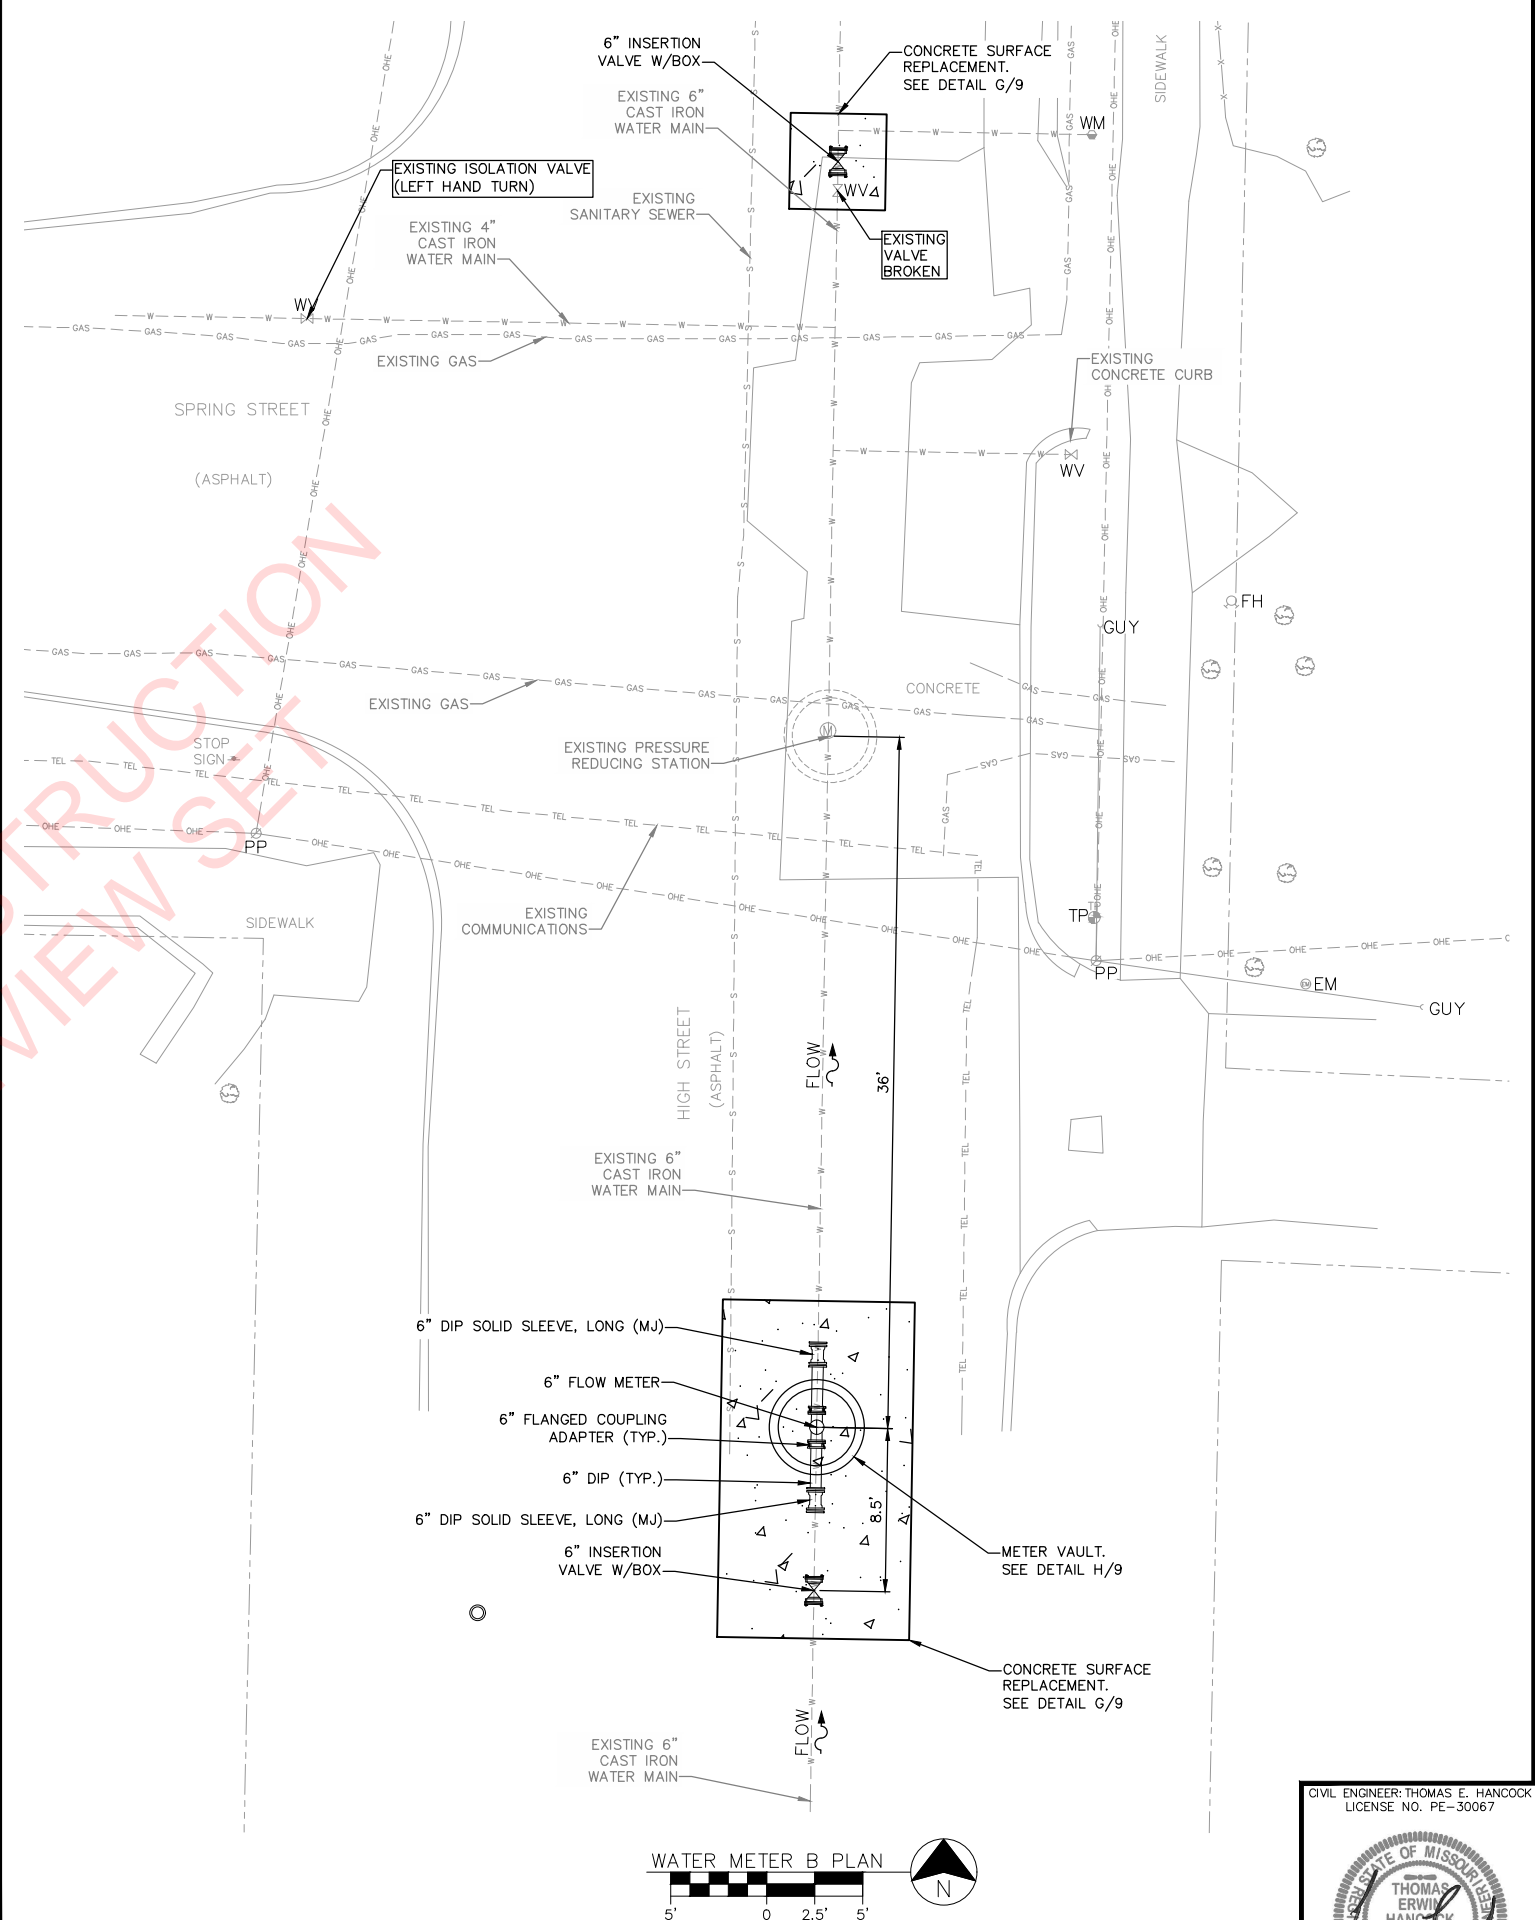 6" INSERTION
VALVE W/BOX
CONCRETE SURFACE
REPLACEMENT.
SEE DETAIL G/9
SIDEWALK
EXISTING 6"
CAST IRON
WATER MAIN
WM
EXISTING ISOLATION VALVE
(LEFT HAND TURN)
WV
EXISTING
SANITARY SEWER
EXISTING 4"
CAST IRON
WATER MAIN
EXISTING
VALVE
BROKEN
WV
EXISTING GAS
EXISTING
CONCRETE CURB
SPRING STREET
(ASPHALT)
WV
FH
GUY
EXISTING GAS
CONCRETE
STOP
SIGN
EXISTING PRESSURE
REDUCING STATION
M
PP
SIDEWALK
EXISTING
COMMUNICATIONS
TP
PP
EM
GUY
HIGH STREET
(ASPHALT)
FLOW
36'
EXISTING 6"
CAST IRON
WATER MAIN
6" DIP SOLID SLEEVE, LONG (MJ)
6" FLOW METER
6" FLANGED COUPLING
ADAPTER (TYP.)
6" DIP (TYP.)
6" DIP SOLID SLEEVE, LONG (MJ)
8.5'
6" INSERTION
VALVE W/BOX
METER VAULT.
SEE DETAIL H/9
CONCRETE SURFACE
REPLACEMENT.
SEE DETAIL G/9
FLOW
EXISTING 6"
CAST IRON
WATER MAIN
CIVIL ENGINEER: THOMAS E. HANCOCK
LICENSE NO. PE-30067
STATE OF MISSOURI
THOMAS
ERWIN
HANCOCK
WATER METER B PLAN
N
5' 0 2.5' 5'
STRUCTION
VIEW SET